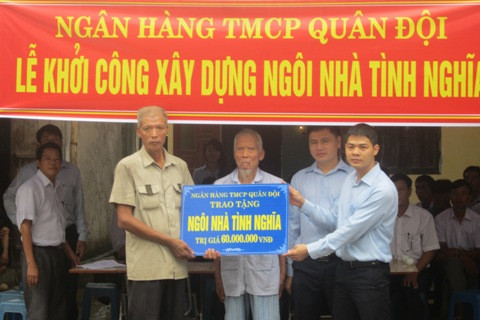 NGÂN HÀNG TMCP QUÂN ĐỘI
LỄ KHỞI CÔNG XÂY DỰNG NGÔI NHÀ TÌNH NGHĨA
NGÂN HÀNG TMCP QUÂN ĐỘI
TRAO TẶNG
NGÔI NHÀ TÌNH NGHĨA
TRỊ GIÁ 60.000.000 VNĐ